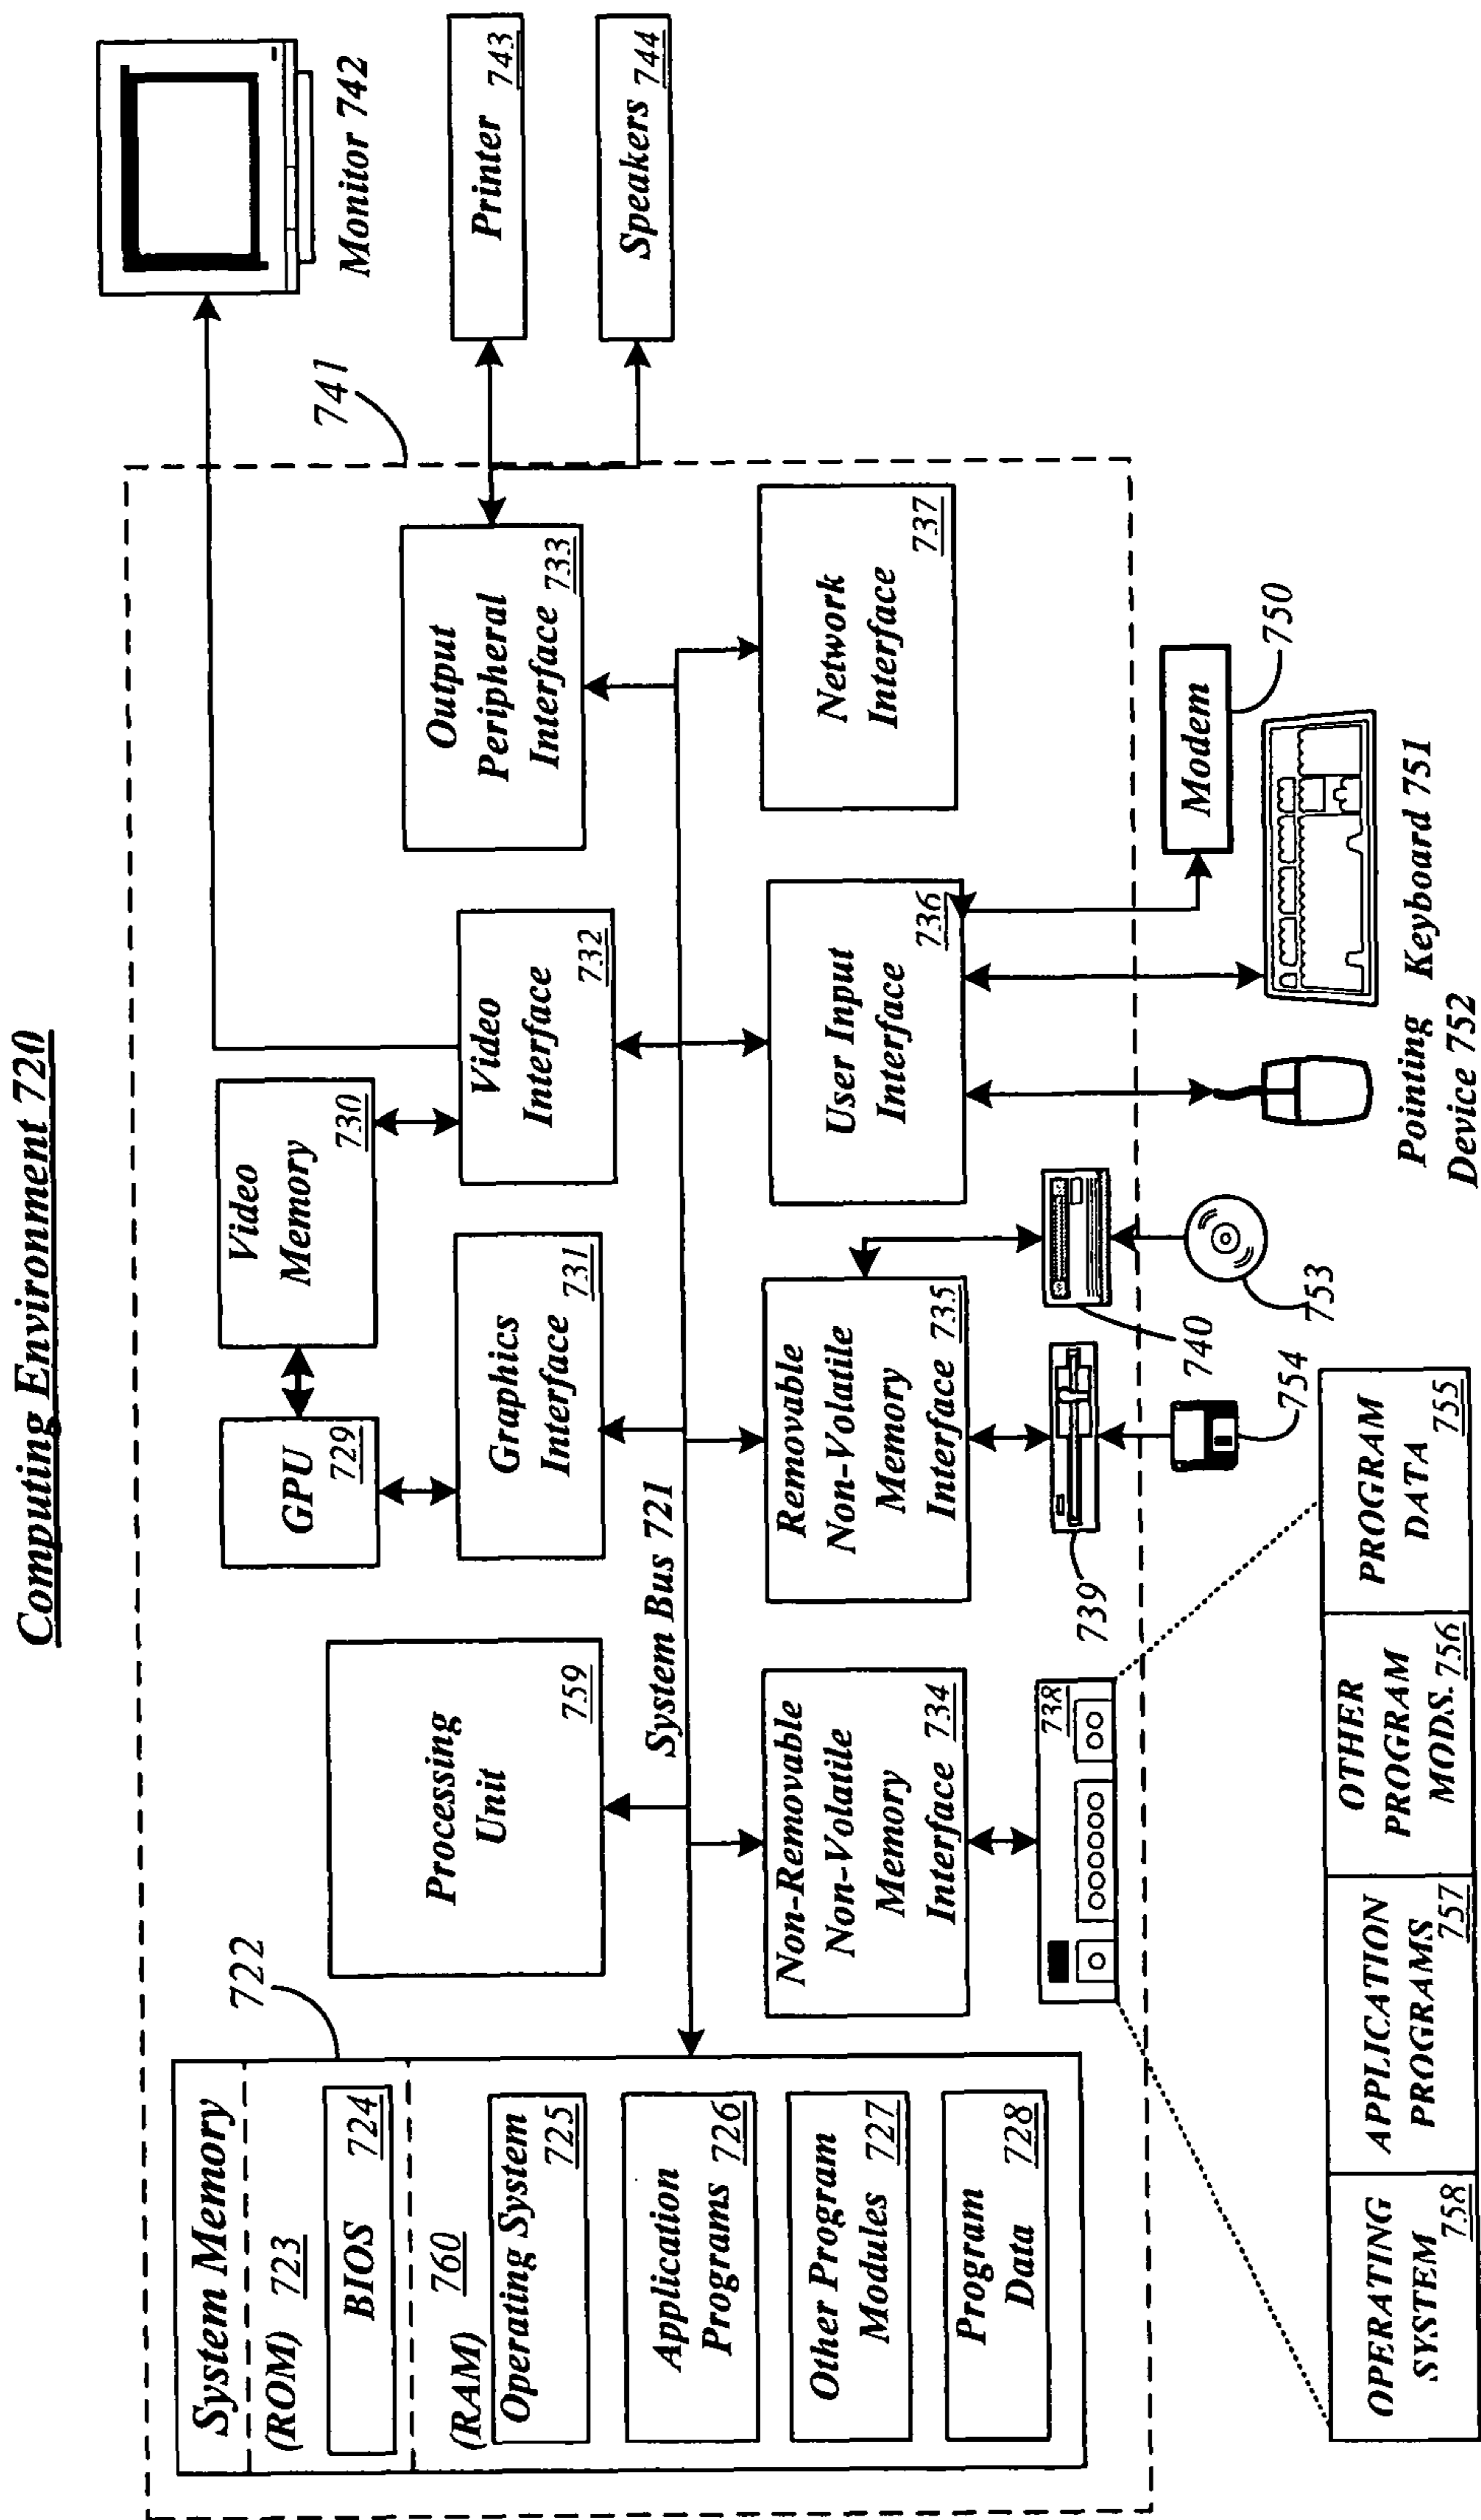 Computing Environment 720
System Memory
722
(ROM) 723
BIOS 724
(RAM) 760
Operating System
725
Application
Programs 726
Other Program
Modules 727
Program
Data 728
Processing
Unit
759
System Bus 721
GPU
729
Video
Memory
730
Graphics
Interface
731
Video
Interface
732
Output
Peripheral
Interface 733
741
Monitor 742
Printer 743
Speakers 744
Non-Removable
Non-Volatile
Memory
Interface 734
Removable
Non-Volatile
Memory
Interface 735
User Input
Interface
736
Network
Interface
737
738
739
740
754
753
Modem
750
Pointing
Device 752
Keyboard 751
OPERATING
SYSTEM
758
APPLICATION
PROGRAMS
757
OTHER
PROGRAM
MODS. 756
PROGRAM
DATA
755